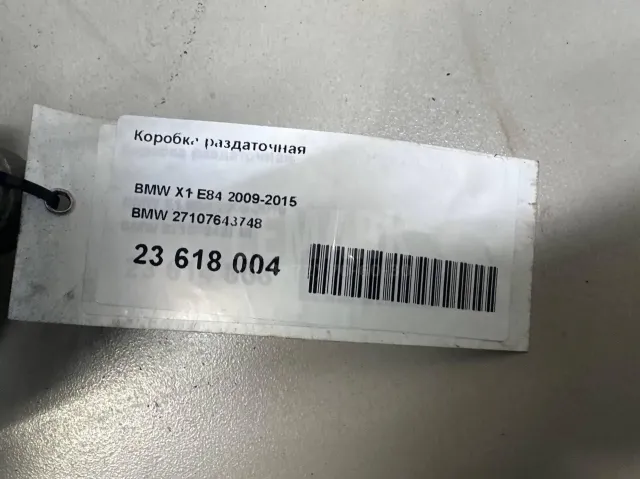 Коробка раздаточная
BMW X1 E84 2009-2015
BMW 27107643748
23 618 004